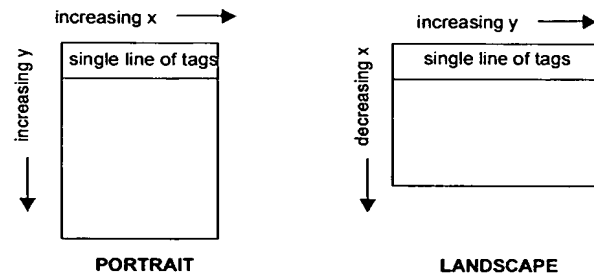 increasing x
increasing y
single line of tags
PORTRAIT
increasing y
decreasing x
single line of tags
LANDSCAPE